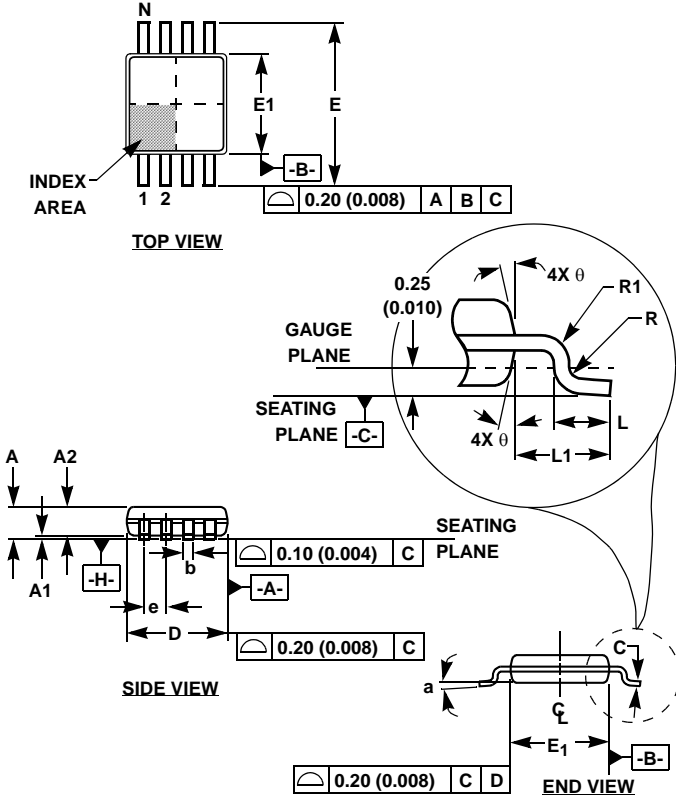 N
E1
E
-B-
INDEX
AREA
1 2
⌓ 0.20 (0.008) A B C
TOP VIEW
0.25
(0.010)
4X θ
R1
R
GAUGE
PLANE
SEATING
PLANE -C-
4X θ
L
L1
A A2
SEATING
PLANE
⌓ 0.10 (0.004) C
A1
-H-
b
-A-
e
D
⌓ 0.20 (0.008) C
SIDE VIEW
C
a
CL
E1
-B-
⌓ 0.20 (0.008) C D
END VIEW